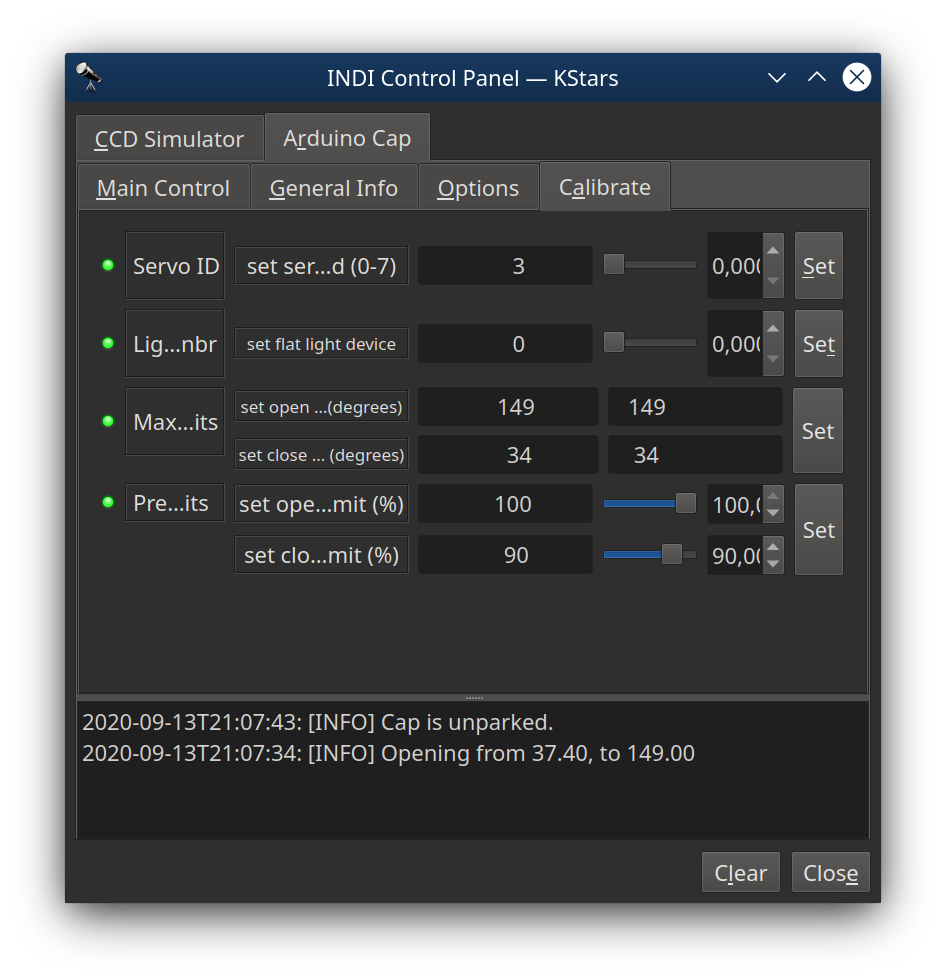 INDI Control Panel — KStars
CCD Simulator Arduino Cap
Main Control General Info Options Calibrate
Servo ID set ser...d (0-7) 3 0,000 Set
Lig...nbr set flat light device 0 0,000 Set
Max...its set open ...(degrees) 149 149 Set
set close ... (degrees) 34 34
Pre...its set ope...mit (%) 100 100,0 Set
set clo...mit (%) 90 90,00
2020-09-13T21:07:43: [INFO] Cap is unparked.
2020-09-13T21:07:34: [INFO] Opening from 37.40, to 149.00
Clear Close